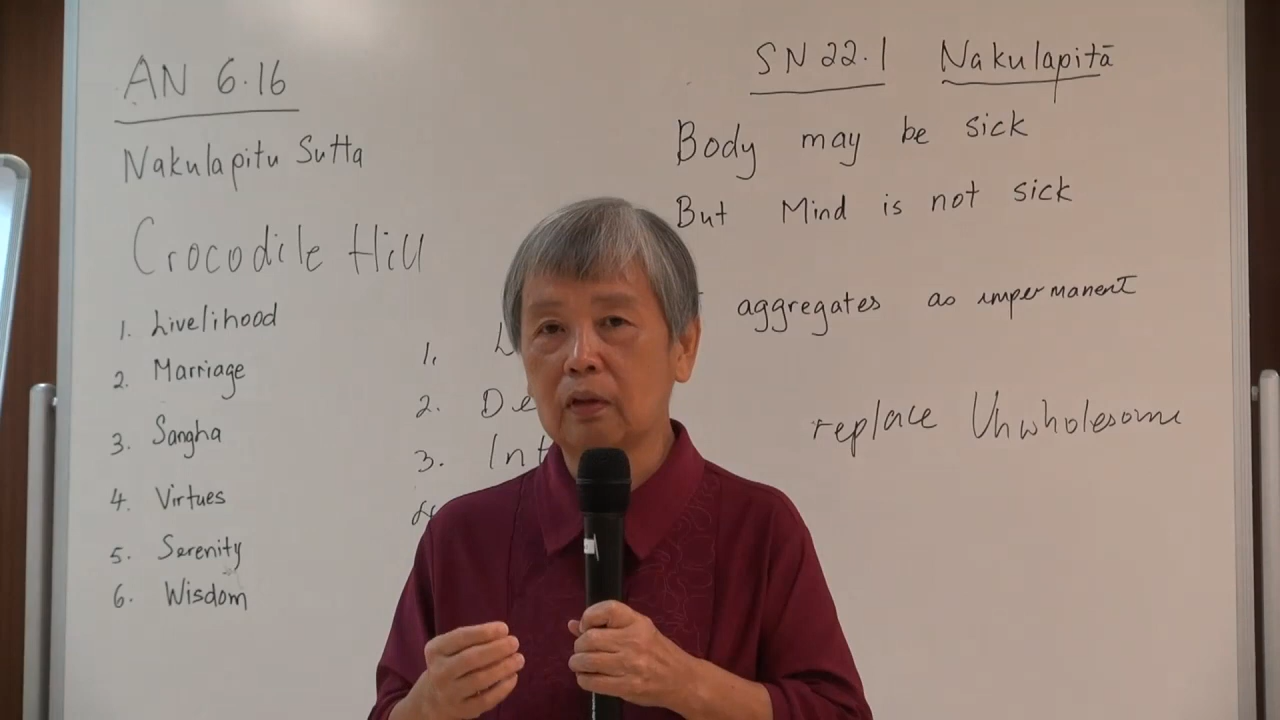 AN 6.16
Nakulapitu Sutta
Crocodile Hill
1. Livelihood
2. Marriage
3. Sangha
4. Virtues
5. Serenity
6. Wisdom
1. L
2. De
3. Int
SN 22.1 Nakulapitā
Body may be sick
But Mind is not sick
aggregates as impermanent
replace Unwholesome